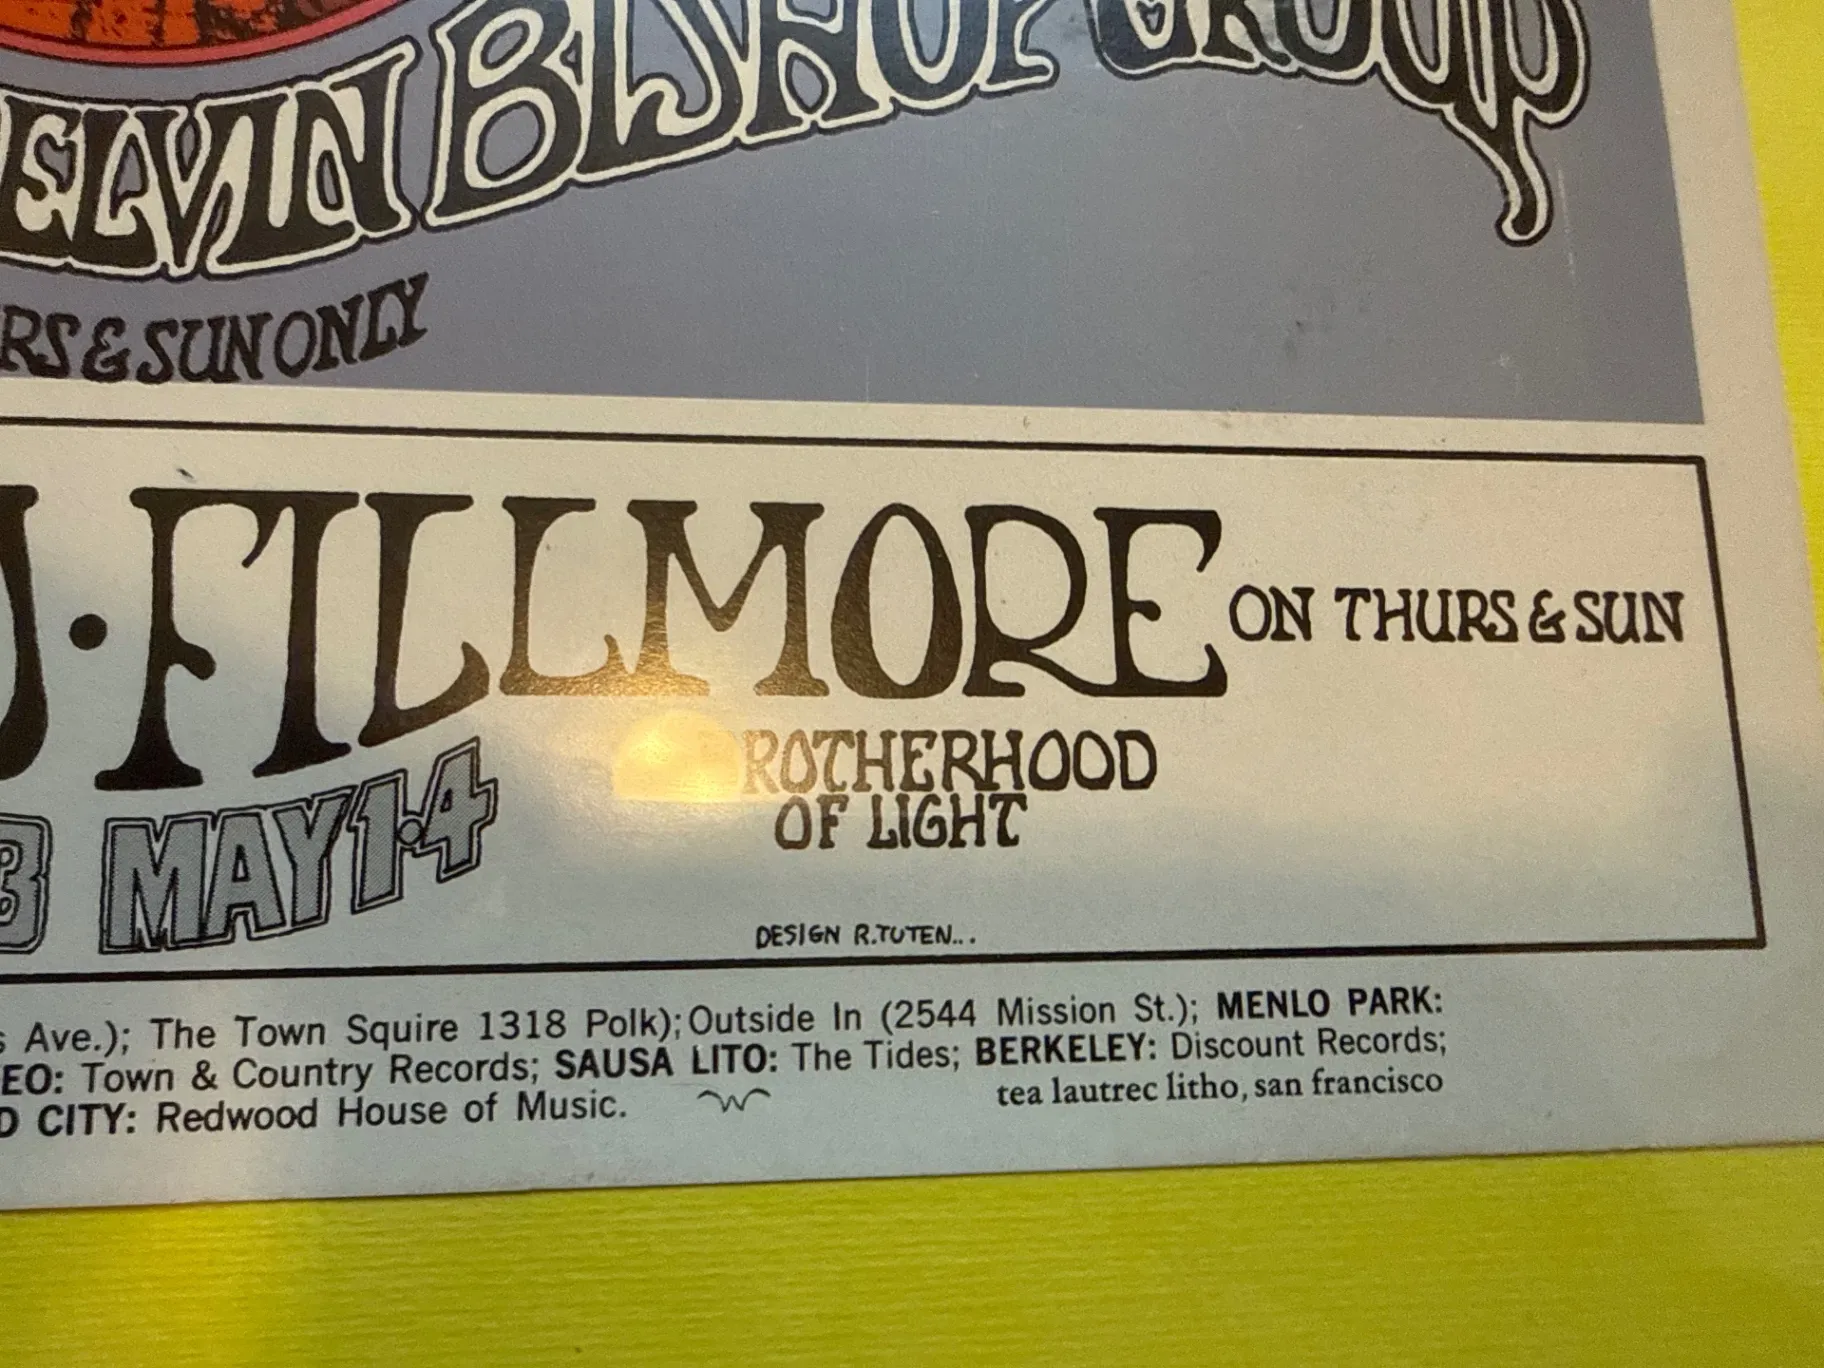 ELVIN BISHOP GROUP
RS & SUN ONLY
· FILLMORE ON THURS & SUN
BROTHERHOOD
OF LIGHT
3 MAY 1·4
DESIGN R.TUTEN...
s Ave.); The Town Squire 1318 Polk); Outside In (2544 Mission St.); MENLO PARK:
EO: Town & Country Records; SAUSA LITO: The Tides; BERKELEY: Discount Records;
D CITY: Redwood House of Music.
tea lautrec litho, san francisco